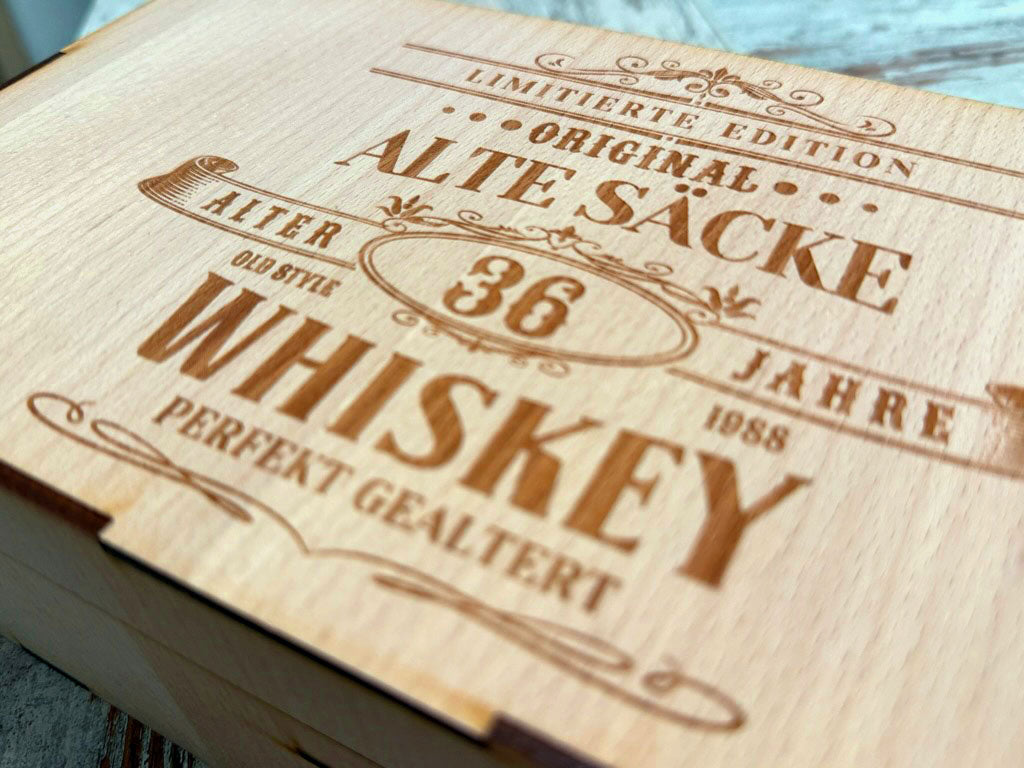 LIMITIERTE EDITION
ORIGINAL
ALTE SÄCKE
ALTER 36 JAHRE
OLD STYLE 1988
WHISKEY
PERFEKT GEALTERT